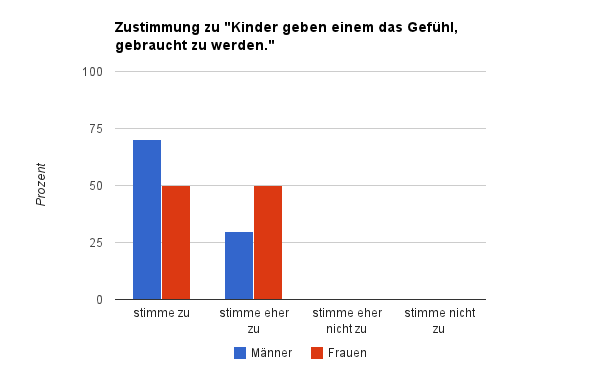 Zustimmung zu "Kinder geben einem das Gefühl,
gebraucht zu werden."
100
75
50
25
0
Prozent
stimme zu
stimme eher
zu
stimme eher
nicht zu
stimme nicht
zu
Männer
Frauen